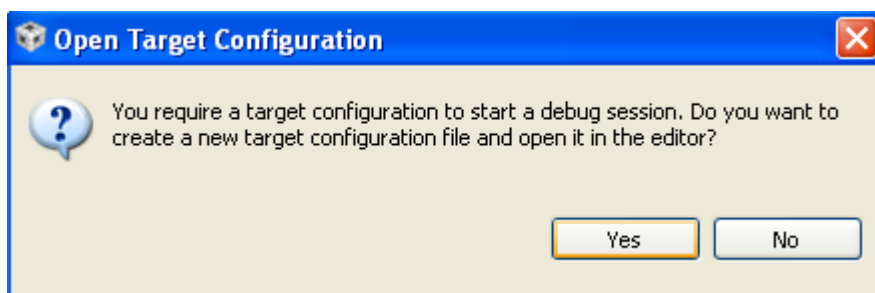 Open Target Configuration
You require a target configuration to start a debug session. Do you want to
create a new target configuration file and open it in the editor?
Yes
No